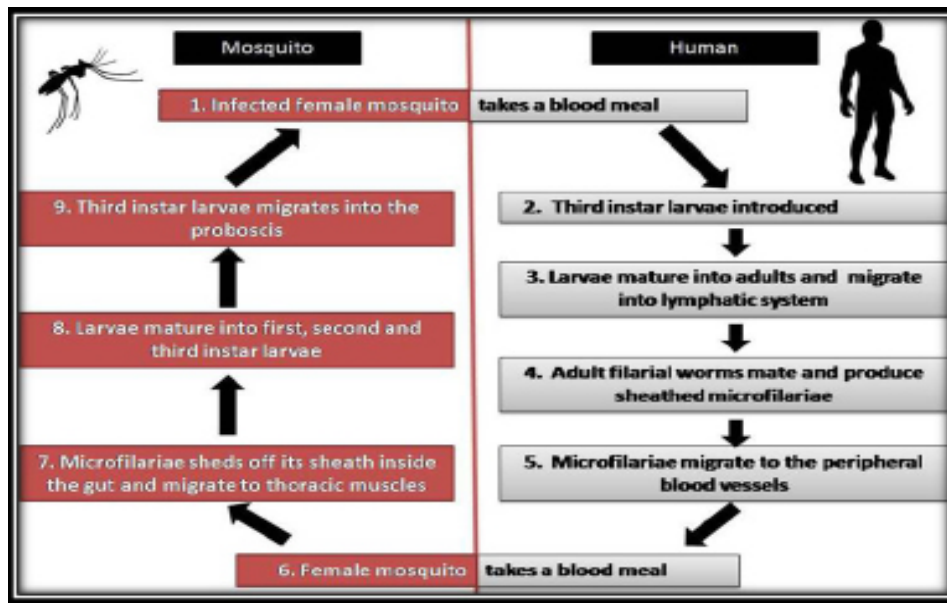 Mosquito
Human
1. Infected female mosquito takes a blood meal
2. Third instar larvae introduced
3. Larvae mature into adults and migrate
into lymphatic system
4. Adult filarial worms mate and produce
sheathed microfilariae
5. Microfilariae migrate to the peripheral
blood vessels
6. Female mosquito takes a blood meal
7. Microfilariae sheds off its sheath inside
the gut and migrate to thoracic muscles
8. Larvae mature into first, second and
third instar larvae
9. Third instar larvae migrates into the
proboscis